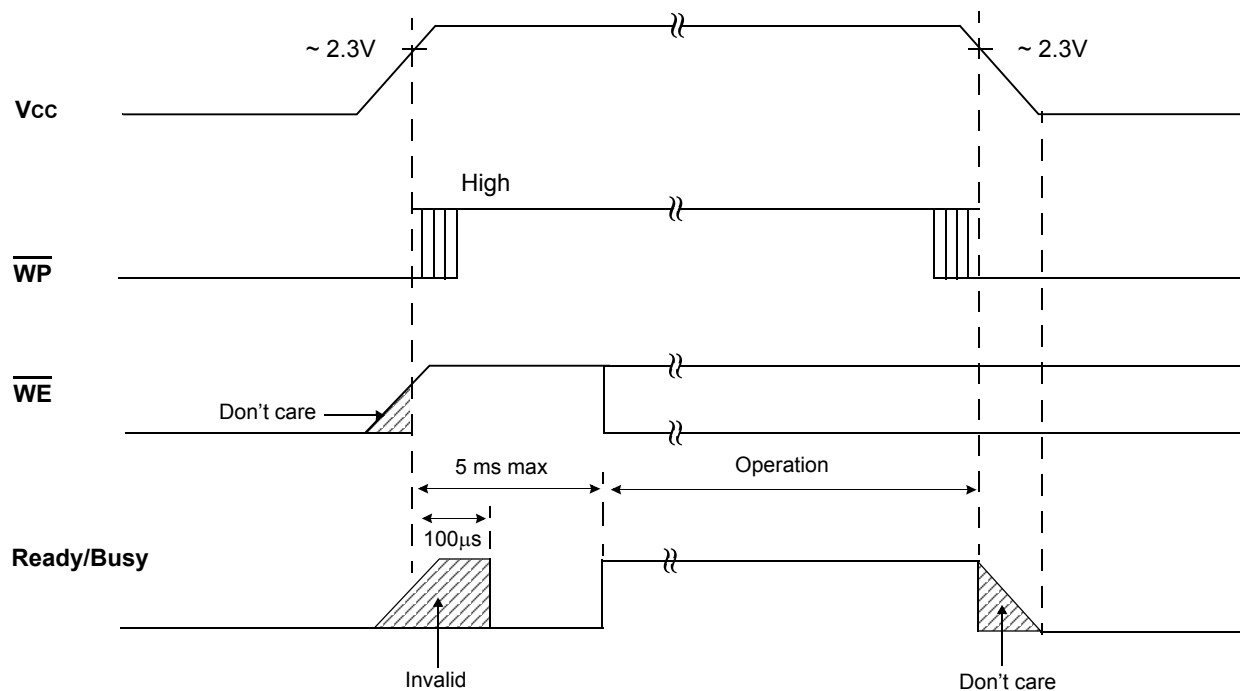 ~ 2.3V
~ 2.3V
Vcc
High
WP
WE
Don't care
5 ms max
Operation
100μs
Ready/Busy
Invalid
Don't care